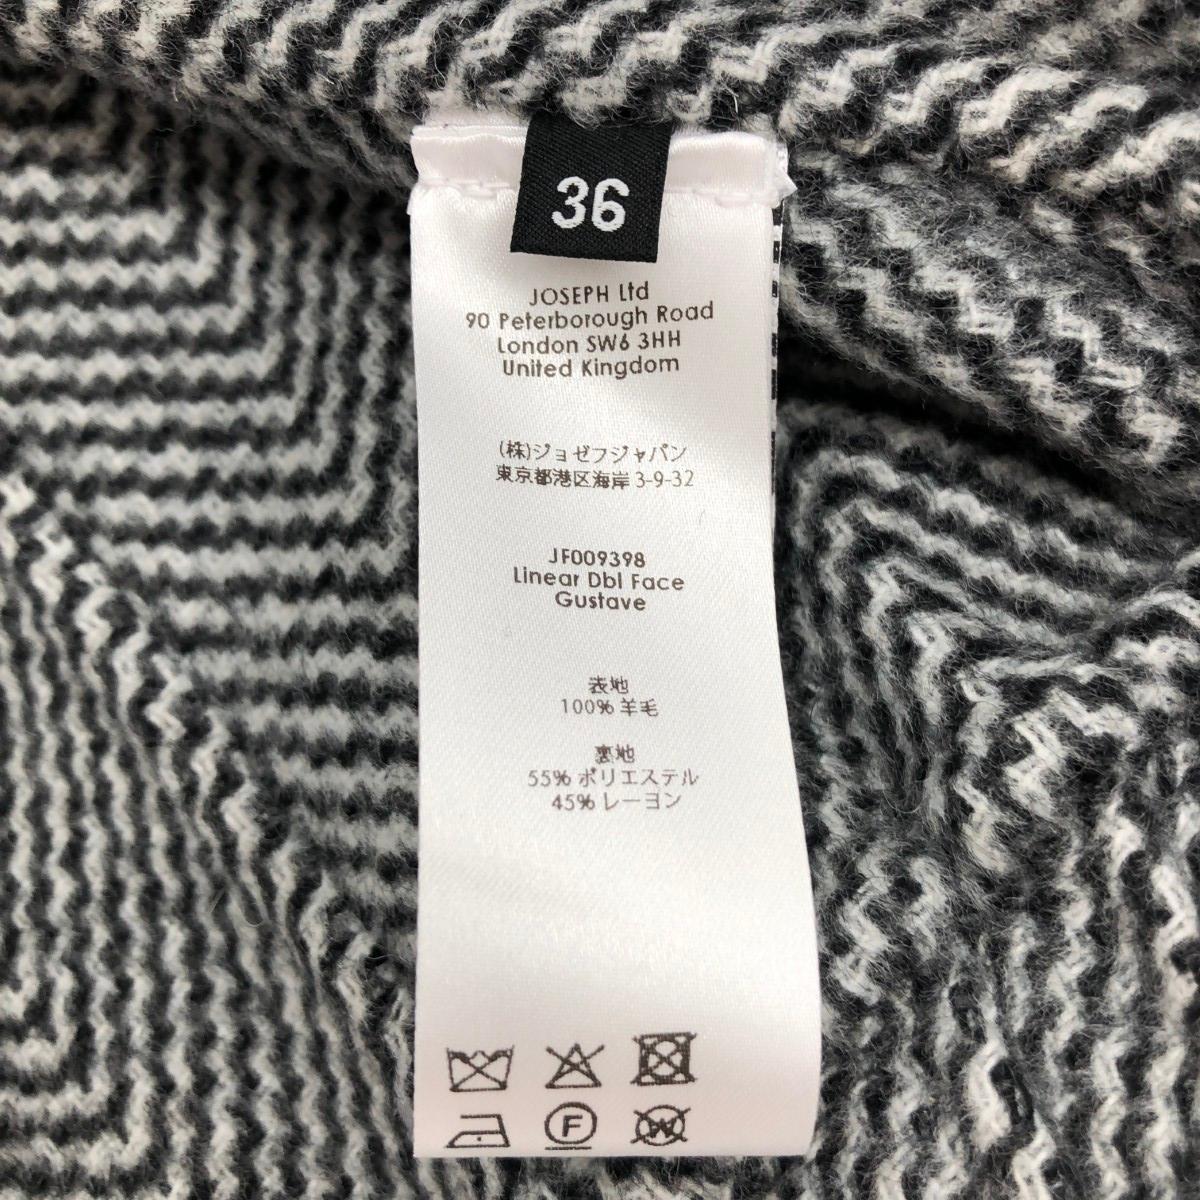 36
JOSEPH Ltd
90 Peterborough Road
London SW6 3HH
United Kingdom
(株)ジョゼフジャパン
東京都港区海岸 3-9-32
JF009398
Linear Dbl Face
Gustave
表地
100% 羊毛
裏地
55% ポリエステル
45% レーヨン
F W